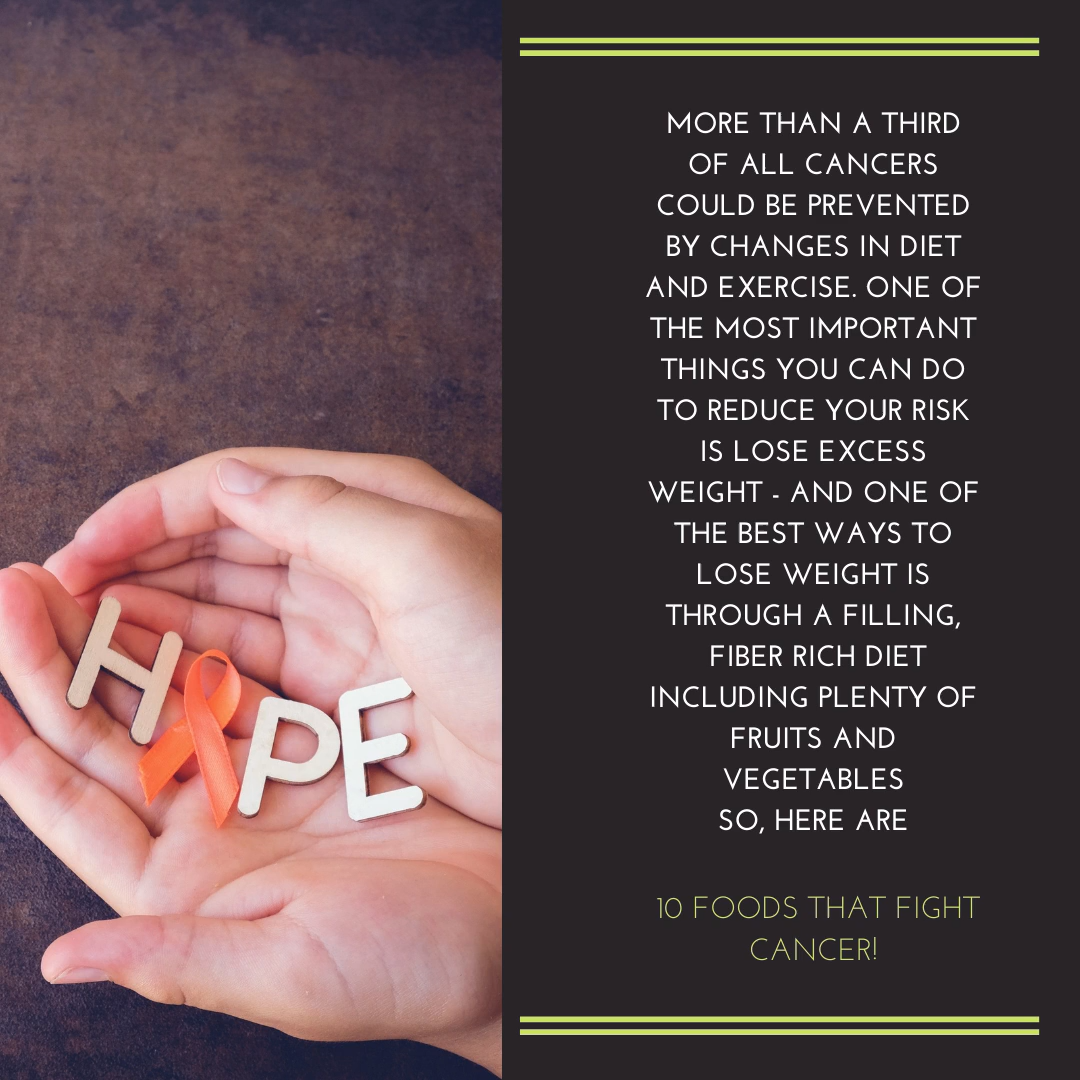 HOPE
MORE THAN A THIRD
OF ALL CANCERS
COULD BE PREVENTED
BY CHANGES IN DIET
AND EXERCISE. ONE OF
THE MOST IMPORTANT
THINGS YOU CAN DO
TO REDUCE YOUR RISK
IS LOSE EXCESS
WEIGHT - AND ONE OF
THE BEST WAYS TO
LOSE WEIGHT IS
THROUGH A FILLING,
FIBER RICH DIET
INCLUDING PLENTY OF
FRUITS AND
VEGETABLES
SO, HERE ARE
10 FOODS THAT FIGHT
CANCER!